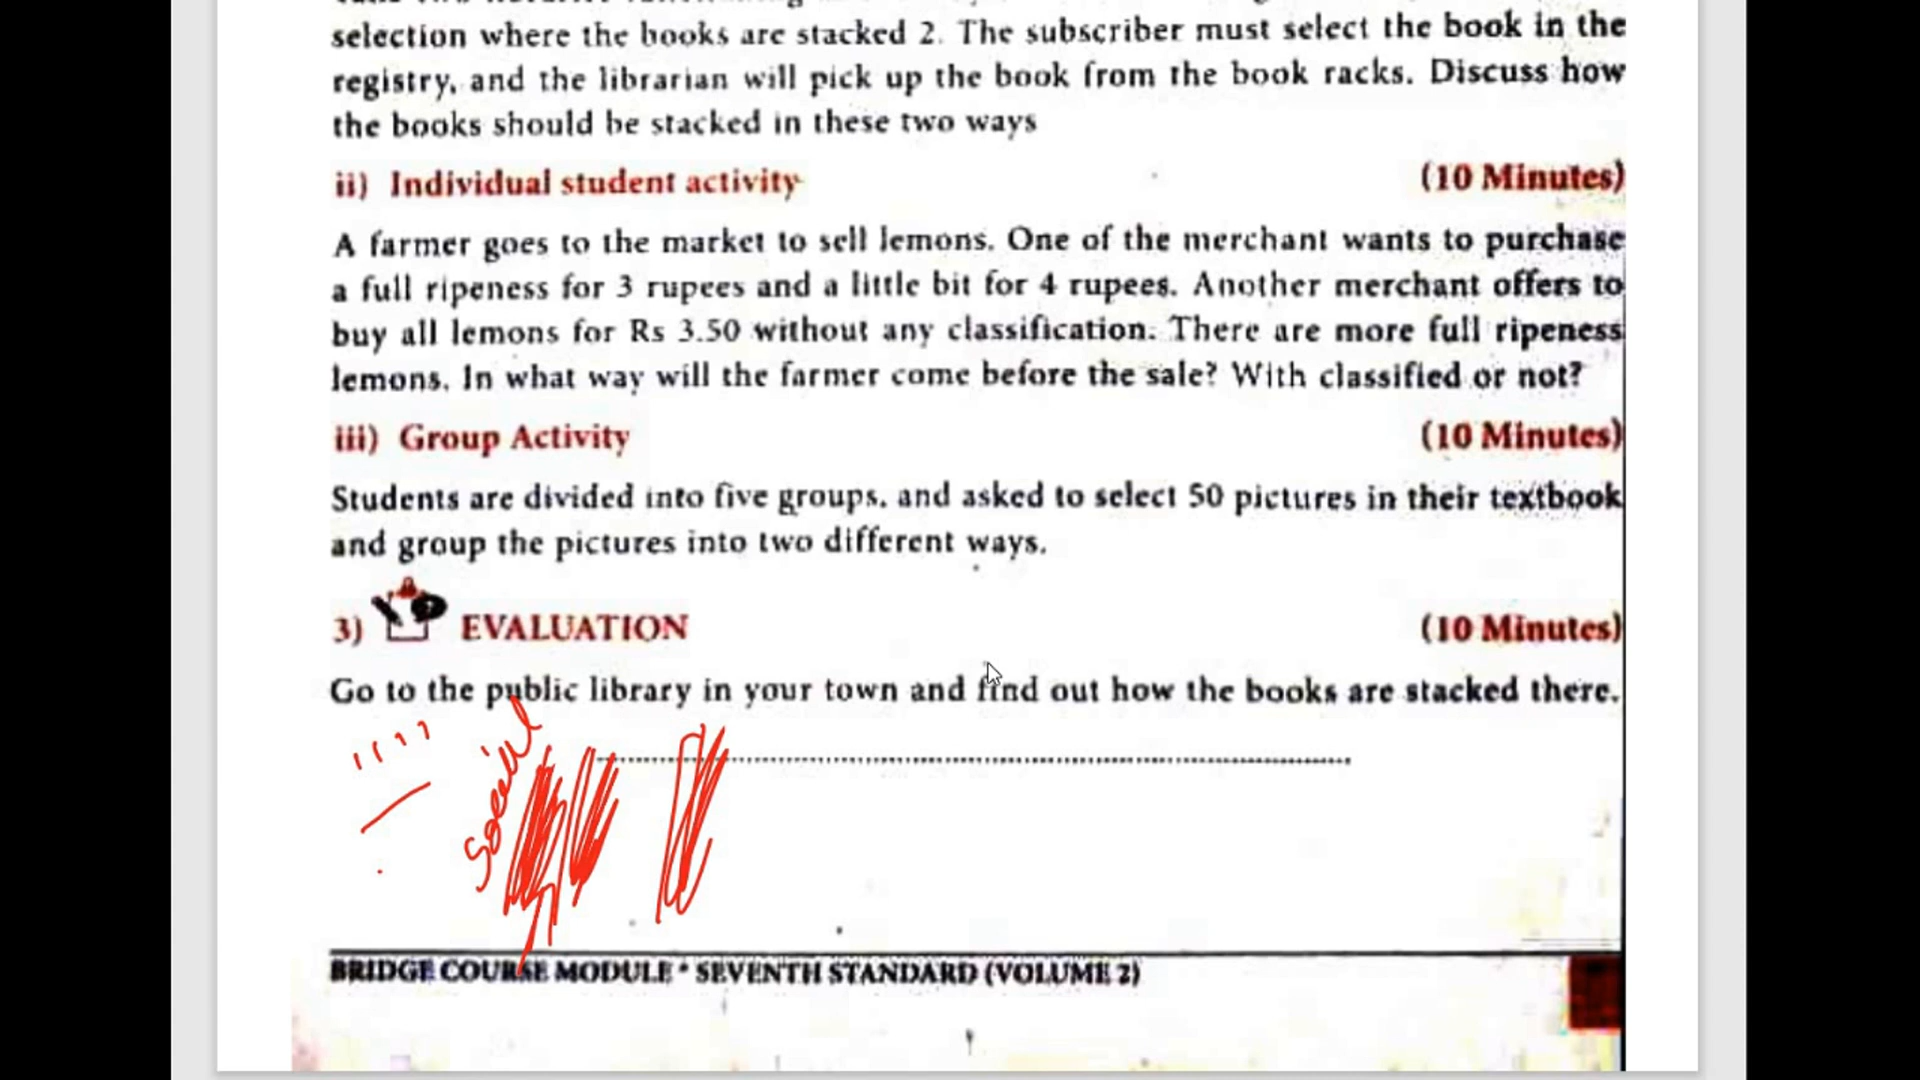 selection where the books are stacked 2. The subscriber must select the book in the
registry, and the librarian will pick up the book from the book racks. Discuss how
the books should be stacked in these two ways
ii) Individual student activity (10 Minutes)
A farmer goes to the market to sell lemons. One of the merchant wants to purchase
a full ripeness for 3 rupees and a little bit for 4 rupees. Another merchant offers to
buy all lemons for Rs 3.50 without any classification. There are more full ripeness
lemons. In what way will the farmer come before the sale? With classified or not?
iii) Group Activity (10 Minutes)
Students are divided into five groups, and asked to select 50 pictures in their textbook
and group the pictures into two different ways.
3) EVALUATION (10 Minutes)
Go to the public library in your town and find out how the books are stacked there.
BRIDGE COURSE MODULE * SEVENTH STANDARD (VOLUME 2)